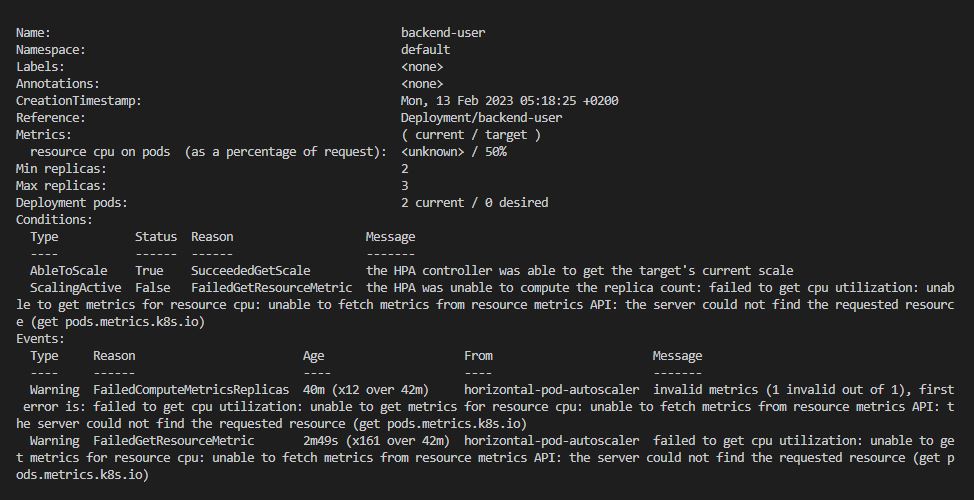 Name: backend-user
Namespace: default
Labels: <none>
Annotations: <none>
CreationTimestamp: Mon, 13 Feb 2023 05:18:25 +0200
Reference: Deployment/backend-user
Metrics: ( current / target )
  resource cpu on pods  (as a percentage of request):  <unknown> / 50%
Min replicas: 2
Max replicas: 3
Deployment pods: 2 current / 0 desired
Conditions:
  Type            Status  Reason                   Message
  ----            ------  ------                   -------
  AbleToScale     True    SucceededGetScale        the HPA controller was able to get the target's current scale
  ScalingActive   False   FailedGetResourceMetric  the HPA was unable to compute the replica count: failed to get cpu utilization: unab
le to get metrics for resource cpu: unable to fetch metrics from resource metrics API: the server could not find the requested resourc
e (get pods.metrics.k8s.io)
Events:
  Type     Reason                        Age                   From                       Message
  ----     ------                        ----                  ----                       -------
  Warning  FailedComputeMetricsReplicas  40m (x12 over 42m)    horizontal-pod-autoscaler  invalid metrics (1 invalid out of 1), first
 error is: failed to get cpu utilization: unable to get metrics for resource cpu: unable to fetch metrics from resource metrics API: t
he server could not find the requested resource (get pods.metrics.k8s.io)
  Warning  FailedGetResourceMetric       2m49s (x161 over 42m)  horizontal-pod-autoscaler  failed to get cpu utilization: unable to ge
t metrics for resource cpu: unable to fetch metrics from resource metrics API: the server could not find the requested resource (get p
ods.metrics.k8s.io)